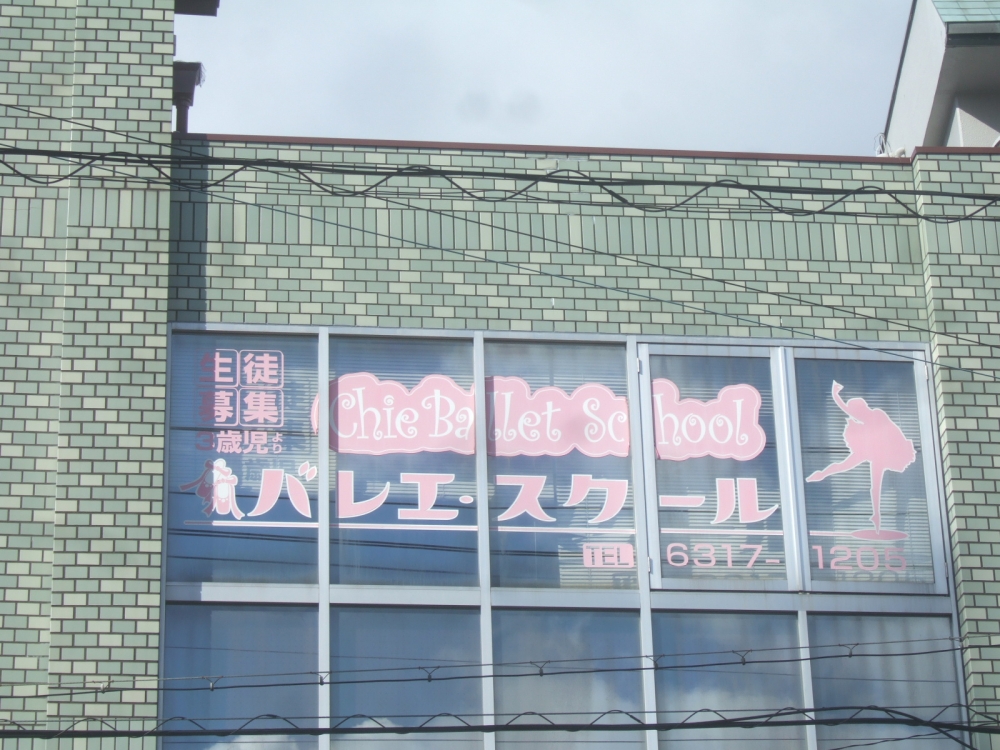 生徒
募集
3歳児より
Chie Ballet School
バレエ・スクール
TEL 6317-1206